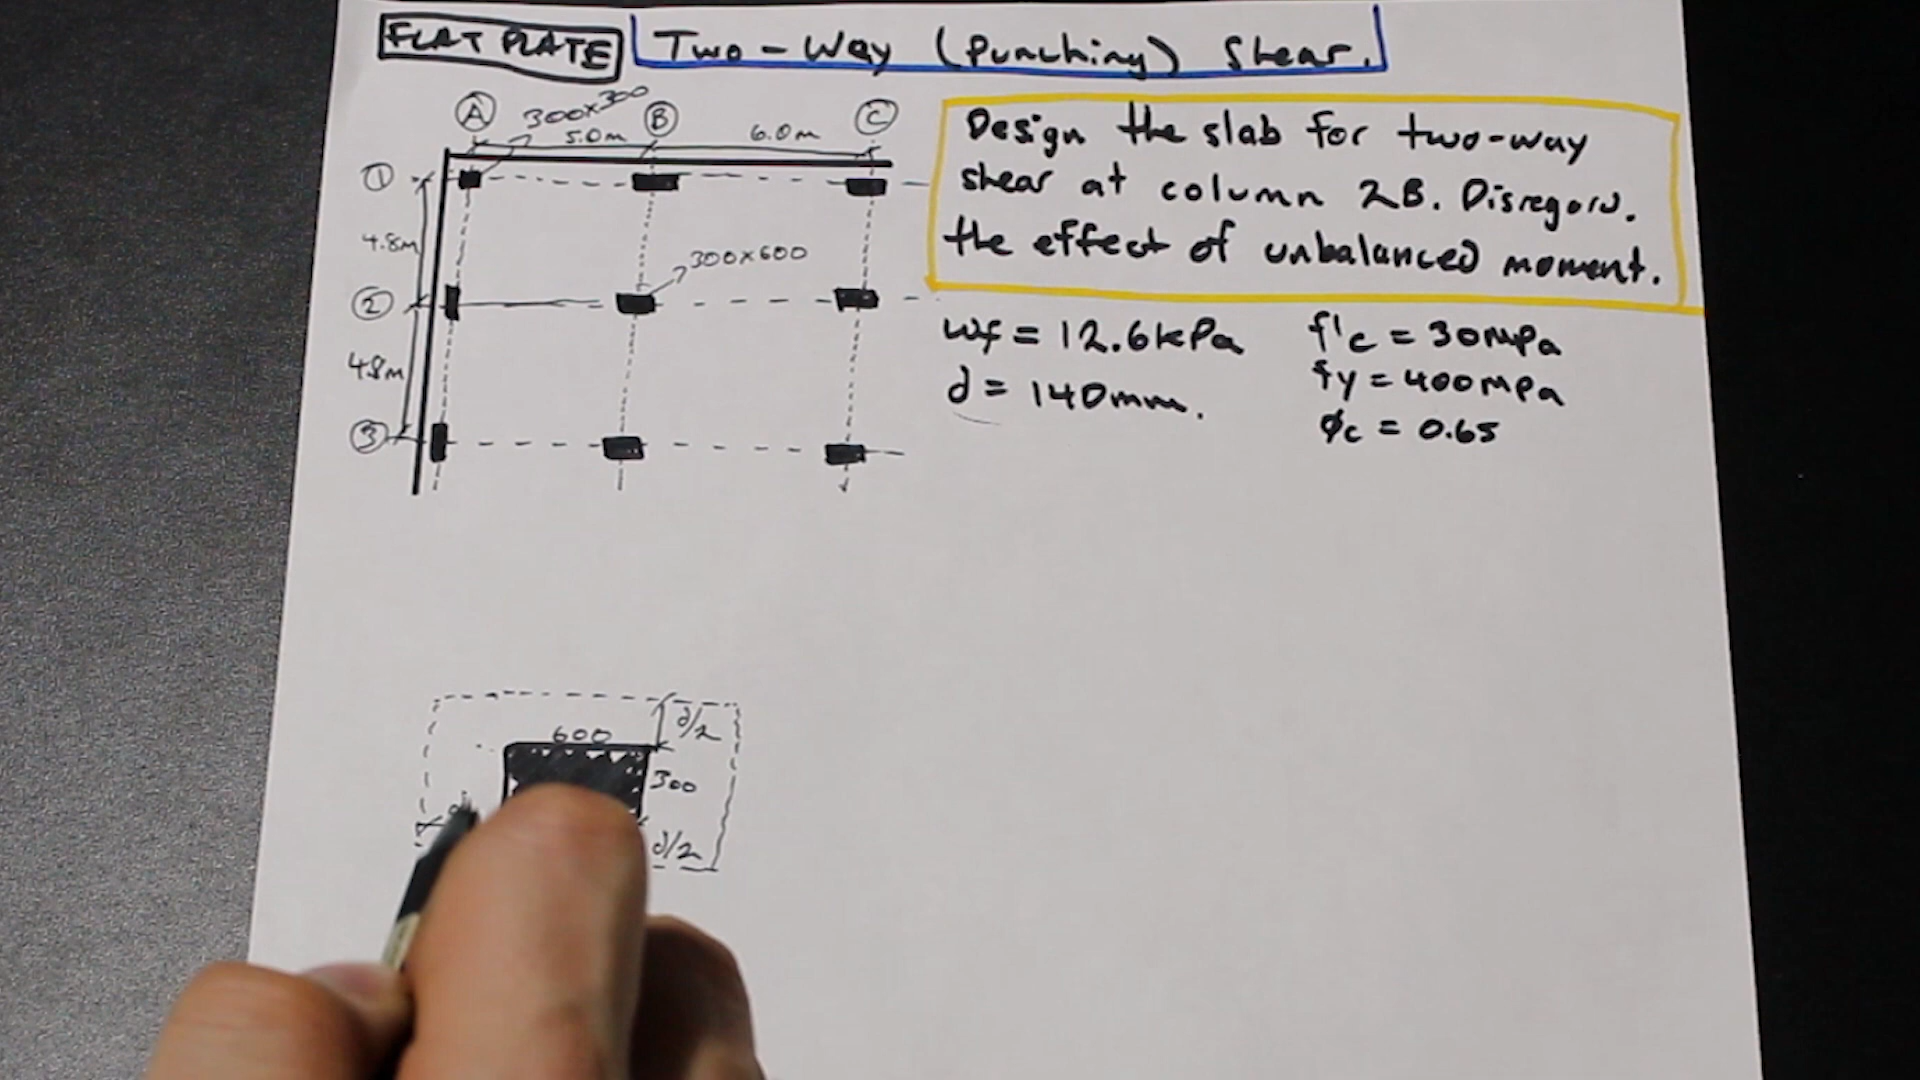 FLAT PLATE Two-Way (Punching) Shear.
A 300x300 B C
5.0m 6.0m
1
4.8m
2
300x600
4.8m
3
Design the slab for two-way
shear at column 2B. Disregard.
the effect of unbalanced moment.
wf = 12.6kPa f'c = 30MPa
d = 140mm. fy = 400MPa
φc = 0.65
d/2
600
300
d/2